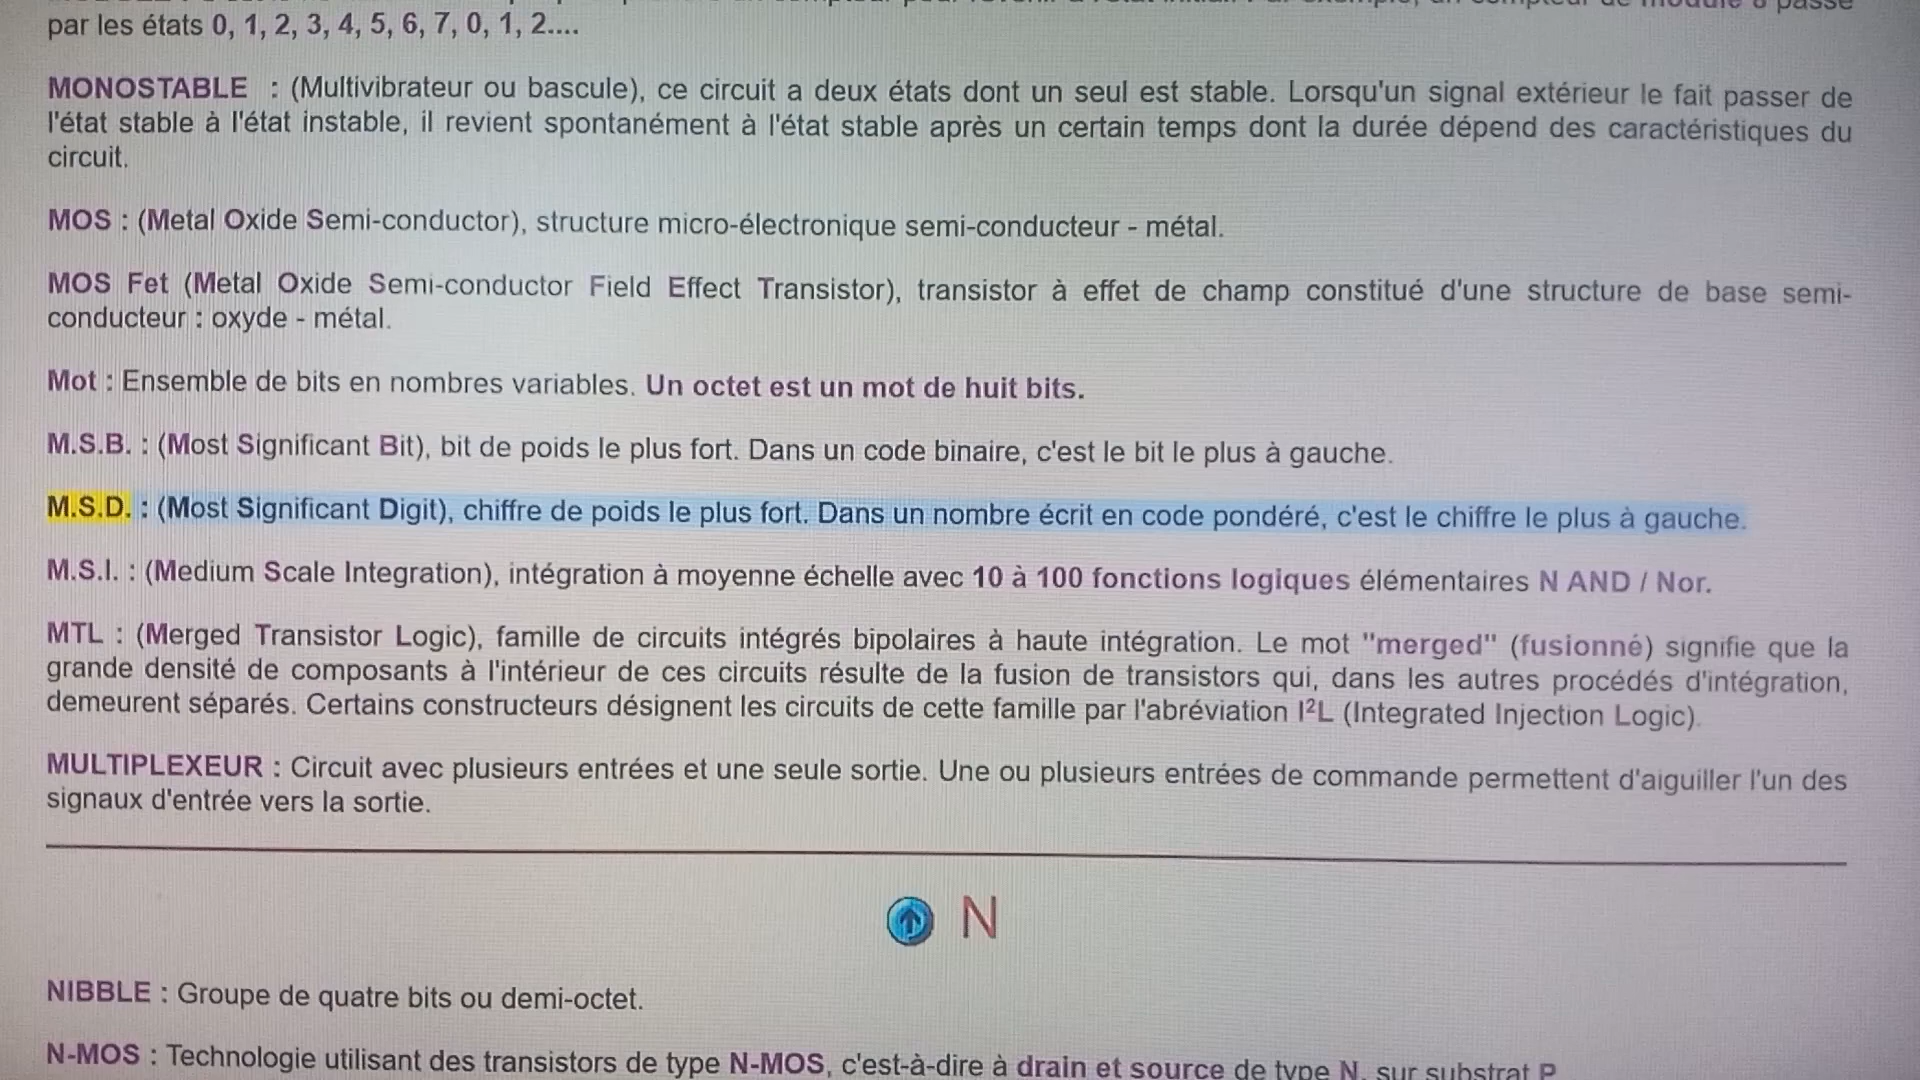 par les états 0, 1, 2, 3, 4, 5, 6, 7, 0, 1, 2....
MONOSTABLE : (Multivibrateur ou bascule), ce circuit a deux états dont un seul est stable. Lorsqu'un signal extérieur le fait passer de
l'état stable à l'état instable, il revient spontanément à l'état stable après un certain temps dont la durée dépend des caractéristiques du
circuit.
MOS : (Metal Oxide Semi-conductor), structure micro-électronique semi-conducteur - métal.
MOS Fet (Metal Oxide Semi-conductor Field Effect Transistor), transistor à effet de champ constitué d'une structure de base semi-
conducteur : oxyde - métal.
Mot : Ensemble de bits en nombres variables. Un octet est un mot de huit bits.
M.S.B. : (Most Significant Bit), bit de poids le plus fort. Dans un code binaire, c'est le bit le plus à gauche.
M.S.D. : (Most Significant Digit), chiffre de poids le plus fort. Dans un nombre écrit en code pondéré, c'est le chiffre le plus à gauche.
M.S.I. : (Medium Scale Integration), intégration à moyenne échelle avec 10 à 100 fonctions logiques élémentaires N AND / Nor.
MTL : (Merged Transistor Logic), famille de circuits intégrés bipolaires à haute intégration. Le mot "merged" (fusionné) signifie que la
grande densité de composants à l'intérieur de ces circuits résulte de la fusion de transistors qui, dans les autres procédés d'intégration,
demeurent séparés. Certains constructeurs désignent les circuits de cette famille par l'abréviation I²L (Integrated Injection Logic).
MULTIPLEXEUR : Circuit avec plusieurs entrées et une seule sortie. Une ou plusieurs entrées de commande permettent d'aiguiller l'un des
signaux d'entrée vers la sortie.
N
NIBBLE : Groupe de quatre bits ou demi-octet.
N-MOS : Technologie utilisant des transistors de type N-MOS, c'est-à-dire à drain et source de type N, sur substrat P